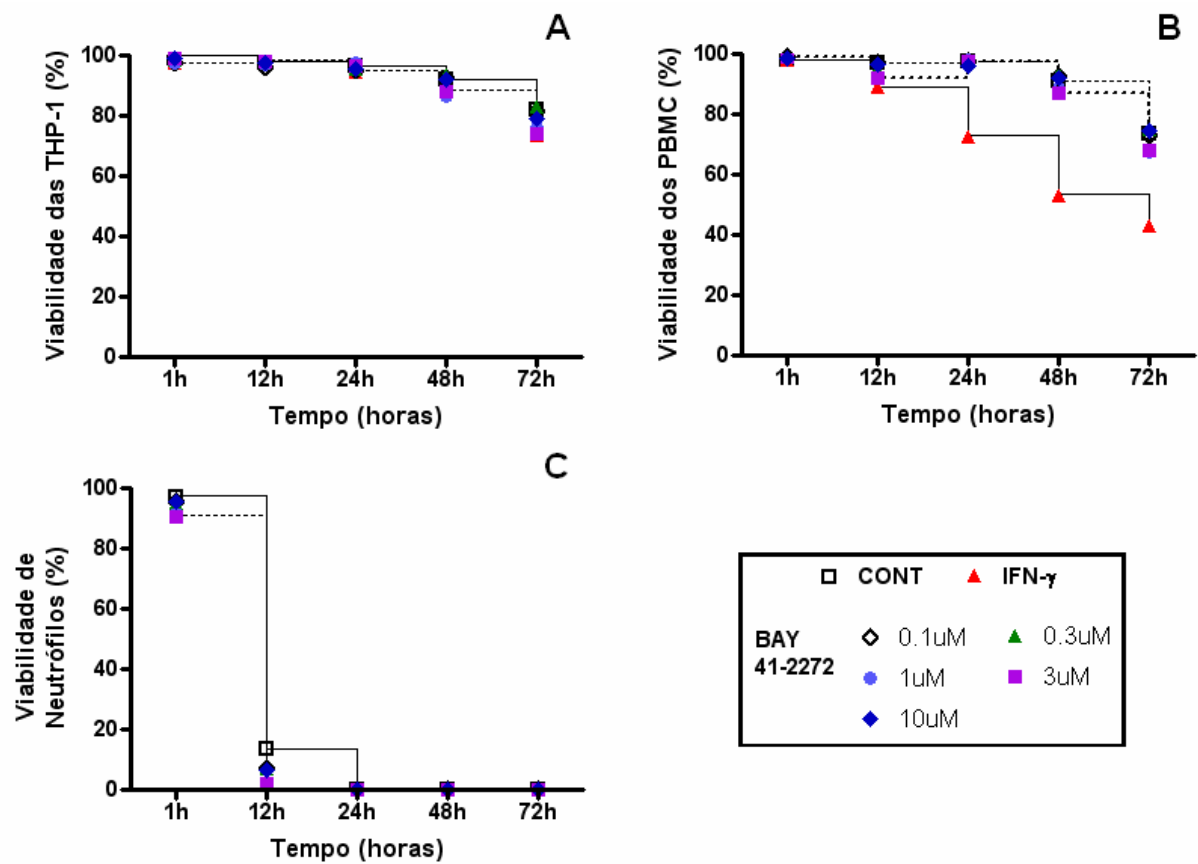 A
Viabilidade das THP-1 (%)
100
80
60
40
20
0
1h 12h 24h 48h 72h
Tempo (horas)
B
Viabilidade dos PBMC (%)
100
80
60
40
20
0
1h 12h 24h 48h 72h
Tempo (horas)
C
Viabilidade de
Neutrófilos (%)
100
80
60
40
20
0
1h 12h 24h 48h 72h
Tempo (horas)
CONT IFN-γ
BAY
41-2272
0.1uM 0.3uM
1uM 3uM
10uM